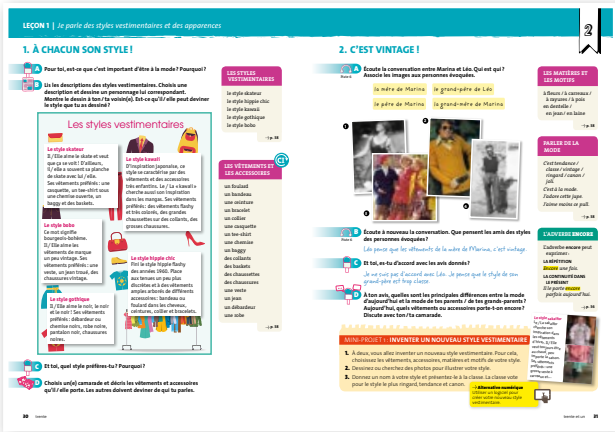 LEÇON 1 | Je parle des styles vestimentaires et des apparences
1. À CHACUN SON STYLE !
A Pour toi, est-ce que c'est important d'être à la mode ? Pourquoi ?
B Lis les descriptions des styles vestimentaires. Choisis une
description et dessine un personnage lui correspondant.
Montre le dessin à ton/ta voisin(e). Est-ce qu'il/elle peut deviner
le style que tu as dessiné ?
Les styles vestimentaires
Le style skateur
Il/Elle aime le skate et veut
que ça se voit ! D'ailleurs,
il/elle a souvent sa planche
de skate avec lui/elle.
Ses vêtements préférés : une
casquette, un tee-shirt sous
une chemise ouverte, un
baggy et des baskets.
Le style kawaii
D'inspiration japonaise, ce
style se caractérise par des
vêtements et des accessoires
très enfantins. Le/La « kawaii »
cherche aussi son inspiration
dans les mangas. Ses vêtements
préférés : des vêtements flashy
et très colorés, des grandes
chaussettes ou des collants, des
grosses chaussures.
Le style bobo
Ce mot signifie
bourgeois-bohème.
Il/Elle aime les
vêtements de marque
un peu vintage. Ses
vêtements préférés : une
veste, un jean troué, des
chaussures vintage.
Le style hippie chic
Fini le style hippie flashy
des années 1960. Place
aux tenues un peu plus
discrètes et à des vêtements
amples arborés de différents
accessoires : bandeau ou
foulard dans les cheveux,
ceintures, collier et bracelets.
Le style gothique
Il/Elle aime le noir, le noir
et le noir ! Ses vêtements
préférés : débardeur ou
chemise noirs, robe noire,
pantalon noir, chaussures
noires.
C Et toi, quel style préfères-tu ? Pourquoi ?
D Choisis un(e) camarade et décris les vêtements et accessoires
qu'il/elle porte. Les autres doivent deviner de qui tu parles.
LES STYLES
VESTIMENTAIRES
le style skateur
le style hippie chic
le style kawaii
le style gothique
le style bobo
→ p. 38
LES VÊTEMENTS ET
LES ACCESSOIRES
un foulard
un bandeau
une ceinture
un bracelet
un collier
une casquette
un tee-shirt
une chemise
un baggy
des collants
des baskets
des chaussettes
des chaussures
une veste
un jean
un débardeur
une robe
→ p. 38
30 trente
2
2. C'EST VINTAGE !
A Écoute la conversation entre Marina et Léo. Qui est qui ?
Associe les images aux personnes évoquées.
la mère de Marina
le grand-père de Léo
le père de Marina
la grand-mère de Marina
1
2
3
4
B Écoute à nouveau la conversation. Que pensent les amis des styles
des personnes évoquées ?
Léo pense que les vêtements de la mère de Marina, c'est vintage.
C Et toi, es-tu d'accord avec les avis donnés ?
Je ne suis pas d'accord avec Léo. Je pense que le style de son
grand-père est trop classe.
D À ton avis, quelles sont les principales différences entre la mode
d'aujourd'hui et la mode de tes parents / de tes grands-parents ?
Aujourd'hui, quels vêtements ou accessoires porte-t-on encore ?
Discute avec ton/ta camarade.
MINI-PROJET 1 : INVENTER UN NOUVEAU STYLE VESTIMENTAIRE
1. À deux, vous allez inventer un nouveau style vestimentaire. Pour cela,
choisissez les vêtements, accessoires, matières et motifs de votre style.
2. Dessinez ou cherchez des photos pour illustrer votre style.
3. Donnez un nom à votre style et présentez-le à la classe. La classe vote
pour le style le plus ringard, tendance et canon.
→ Alternative numérique
Utilisez un logiciel pour
créer votre nouveau style
vestimentaire.
LES MATIÈRES ET
LES MOTIFS
à fleurs / à carreaux /
à rayures / à pois
en dentelle /
en jean / en laine
→ p. 38
PARLER DE LA
MODE
C'est tendance /
classe / vintage /
ringard / canon /
joli.
C'est à la mode.
J'adore cette jupe.
J'aime moins ce pull.
→ p. 38
L'ADVERBE ENCORE
L'adverbe encore peut
exprimer :
LA RÉPÉTITION
Encore une fois.
LA CONTINUITÉ DANS
LE PRÉSENT
Il le porte encore
parfois aujourd'hui.
trente et un 31